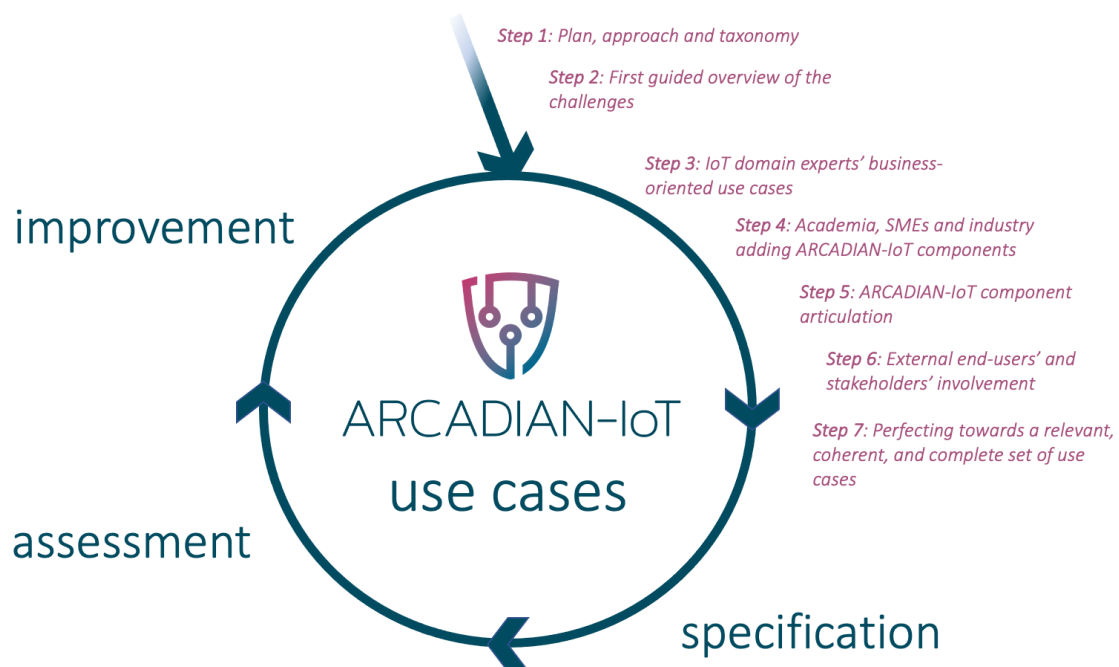 Step 1: Plan, approach and taxonomy
Step 2: First guided overview of the
challenges
Step 3: IoT domain experts’ business-
oriented use cases
Step 4: Academia, SMEs and industry
adding ARCADIAN-IoT components
Step 5: ARCADIAN-IoT component
articulation
Step 6: External end-users’ and
stakeholders’ involvement
Step 7: Perfecting towards a relevant,
coherent, and complete set of use
cases
improvement
ARCADIAN-IoT
use cases
assessment
specification